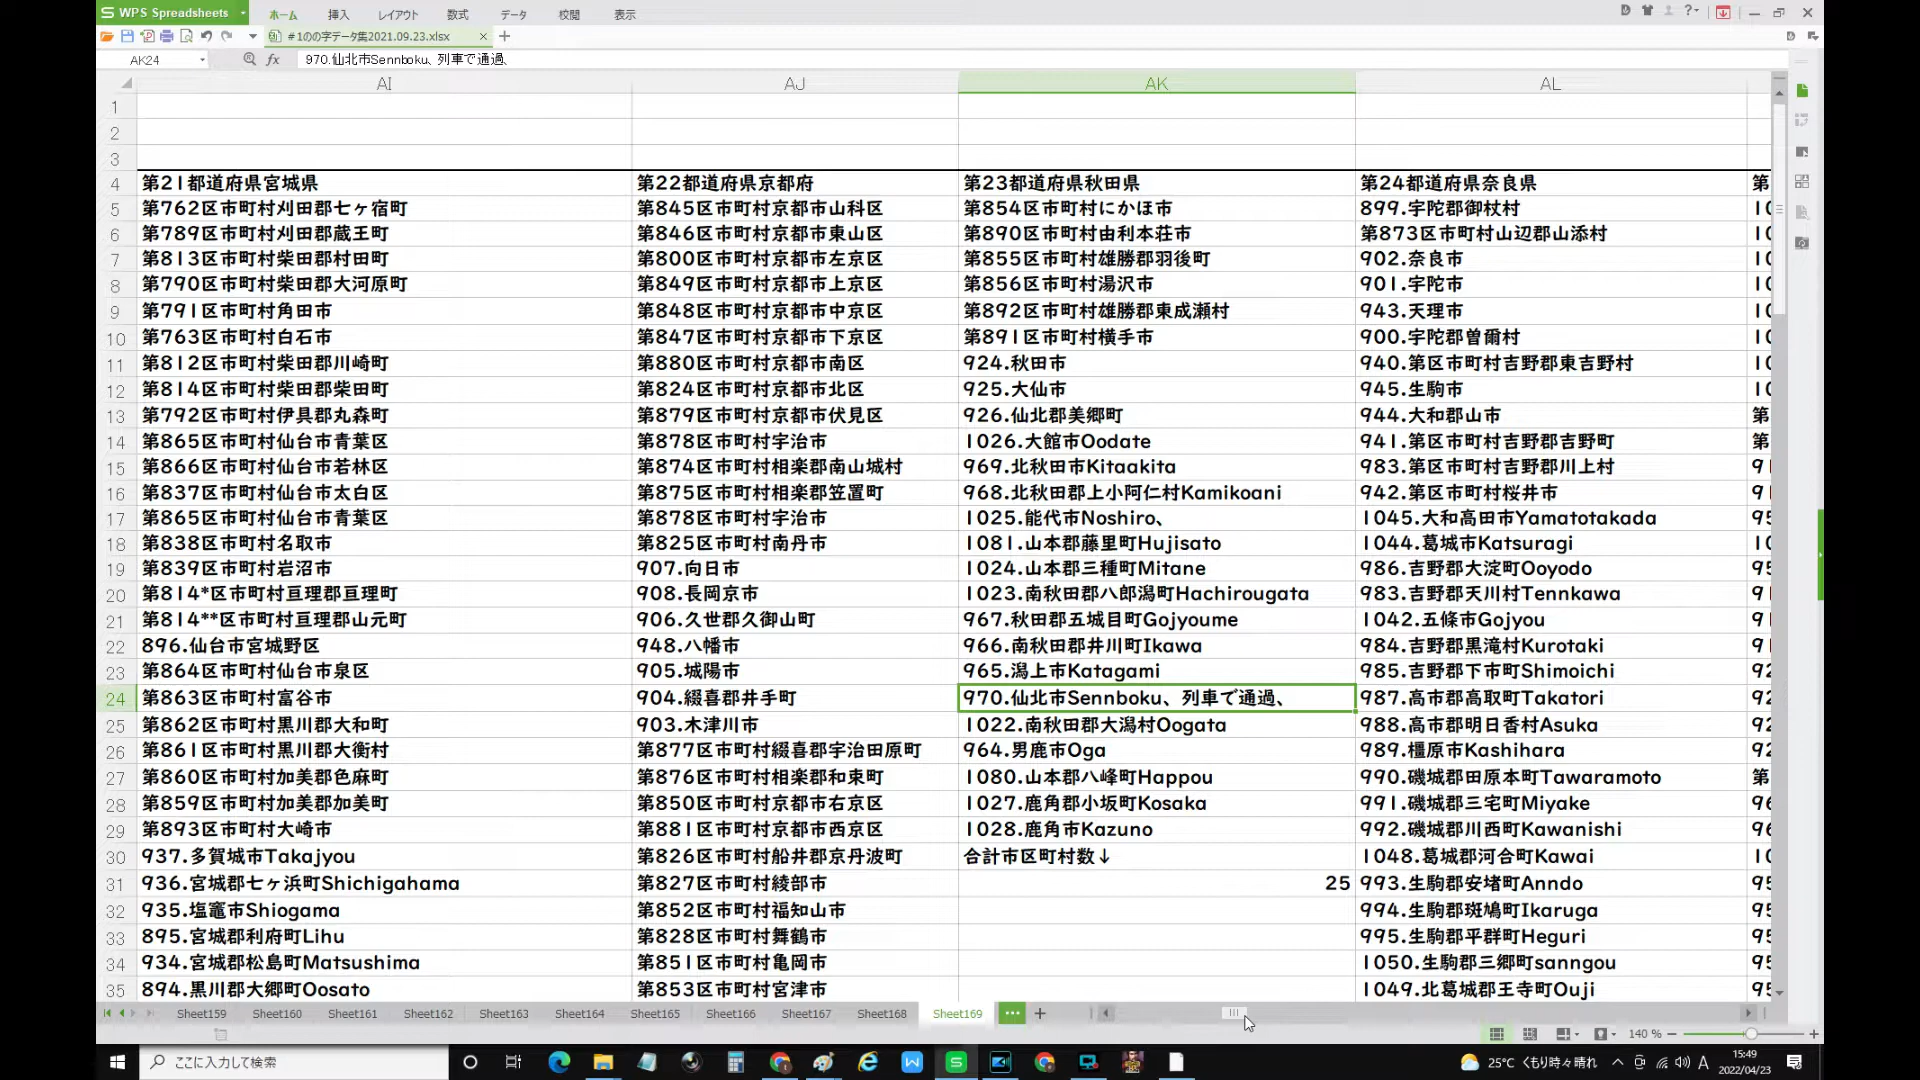 WPS Spreadsheets
ホーム 挿入 レイアウト 数式 データ 校閲 表示
#1のの字データ集2021.09.23.xlsx
AK24 fx 970.仙北市Sennboku、列車で通過、
AI AJ AK AL
1
2
3
4 第21都道府県宮城県 第22都道府県京都府 第23都道府県秋田県 第24都道府県奈良県 第
5 第762区市町村刈田郡七ヶ宿町 第845区市町村京都市山科区 第854区市町村にかほ市 899.宇陀郡御杖村
6 第789区市町村刈田郡蔵王町 第846区市町村京都市東山区 第890区市町村由利本荘市 第873区市町村山辺郡山添村
7 第813区市町村柴田郡村田町 第800区市町村京都市左京区 第855区市町村雄勝郡羽後町 902.奈良市
8 第790区市町村柴田郡大河原町 第849区市町村京都市上京区 第856区市町村湯沢市 901.宇陀市
9 第791区市町村角田市 第848区市町村京都市中京区 第892区市町村雄勝郡東成瀬村 943.天理市
10 第763区市町村白石市 第847区市町村京都市下京区 第891区市町村横手市 900.宇陀郡曽爾村
11 第812区市町村柴田郡川崎町 第880区市町村京都市南区 924.秋田市 940.第区市町村吉野郡東吉野村
12 第814区市町村柴田郡柴田町 第824区市町村京都市北区 925.大仙市 945.生駒市
13 第792区市町村伊具郡丸森町 第879区市町村京都市伏見区 926.仙北郡美郷町 944.大和郡山市 第
14 第865区市町村仙台市青葉区 第878区市町村宇治市 1026.大館市Oodate 941.第区市町村吉野郡吉野町 第
15 第866区市町村仙台市若林区 第874区市町村相楽郡南山城村 969.北秋田市Kitaakita 983.第区市町村吉野郡川上村
16 第837区市町村仙台市太白区 第875区市町村相楽郡笠置町 968.北秋田郡上小阿仁村Kamikoani 942.第区市町村桜井市
17 第865区市町村仙台市青葉区 第878区市町村宇治市 1025.能代市Noshiro、 1045.大和高田市Yamatotakada
18 第838区市町村名取市 第825区市町村南丹市 1081.山本郡藤里町Hujisato 1044.葛城市Katsuragi
19 第839区市町村岩沼市 907.向日市 1024.山本郡三種町Mitane 986.吉野郡大淀町Ooyodo
20 第814*区市町村亘理郡亘理町 908.長岡京市 1023.南秋田郡八郎潟町Hachirougata 983.吉野郡天川村Tennkawa
21 第814**区市町村亘理郡山元町 906.久世郡久御山町 967.秋田郡五城目町Gojyoume 1042.五條市Gojyou
22 896.仙台市宮城野区 948.八幡市 966.南秋田郡井川町Ikawa 984.吉野郡黒滝村Kurotaki
23 第864区市町村仙台市泉区 905.城陽市 965.潟上市Katagami 985.吉野郡下市町Shimoichi
24 第863区市町村富谷市 904.綴喜郡井手町 970.仙北市Sennboku、列車で通過、 987.高市郡高取町Takatori
25 第862区市町村黒川郡大和町 903.木津川市 1022.南秋田郡大潟村Oogata 988.高市郡明日香村Asuka
26 第861区市町村黒川郡大衡村 第877区市町村綴喜郡宇治田原町 964.男鹿市Oga 989.橿原市Kashihara
27 第860区市町村加美郡色麻町 第876区市町村相楽郡和束町 1080.山本郡八峰町Happou 990.磯城郡田原本町Tawaramoto 第
28 第859区市町村加美郡加美町 第850区市町村京都市右京区 1027.鹿角郡小坂町Kosaka 991.磯城郡三宅町Miyake
29 第893区市町村大崎市 第881区市町村京都市西京区 1028.鹿角市Kazuno 992.磯城郡川西町Kawanishi
30 937.多賀城市Takajyou 第826区市町村船井郡京丹波町 合計市区町村数↓ 1048.葛城郡河合町Kawai
31 936.宮城郡七ヶ浜町Shichigahama 第827区市町村綾部市 25 993.生駒郡安堵町Anndo
32 935.塩竈市Shiogama 第852区市町村福知山市 994.生駒郡斑鳩町Ikaruga
33 895.宮城郡利府町Lihu 第828区市町村舞鶴市 995.生駒郡平群町Heguri
34 934.宮城郡松島町Matsushima 第851区市町村亀岡市 1050.生駒郡三郷町sanngou
35 894.黒川郡大郷町Oosato 第853区市町村宮津市 1049.北葛城郡王寺町Ouji
Sheet159 Sheet160 Sheet161 Sheet162 Sheet163 Sheet164 Sheet165 Sheet166 Sheet167 Sheet168 Sheet169
140 %
ここに入力して検索 25°C くもり時々晴れ A 15:49
2022/04/23